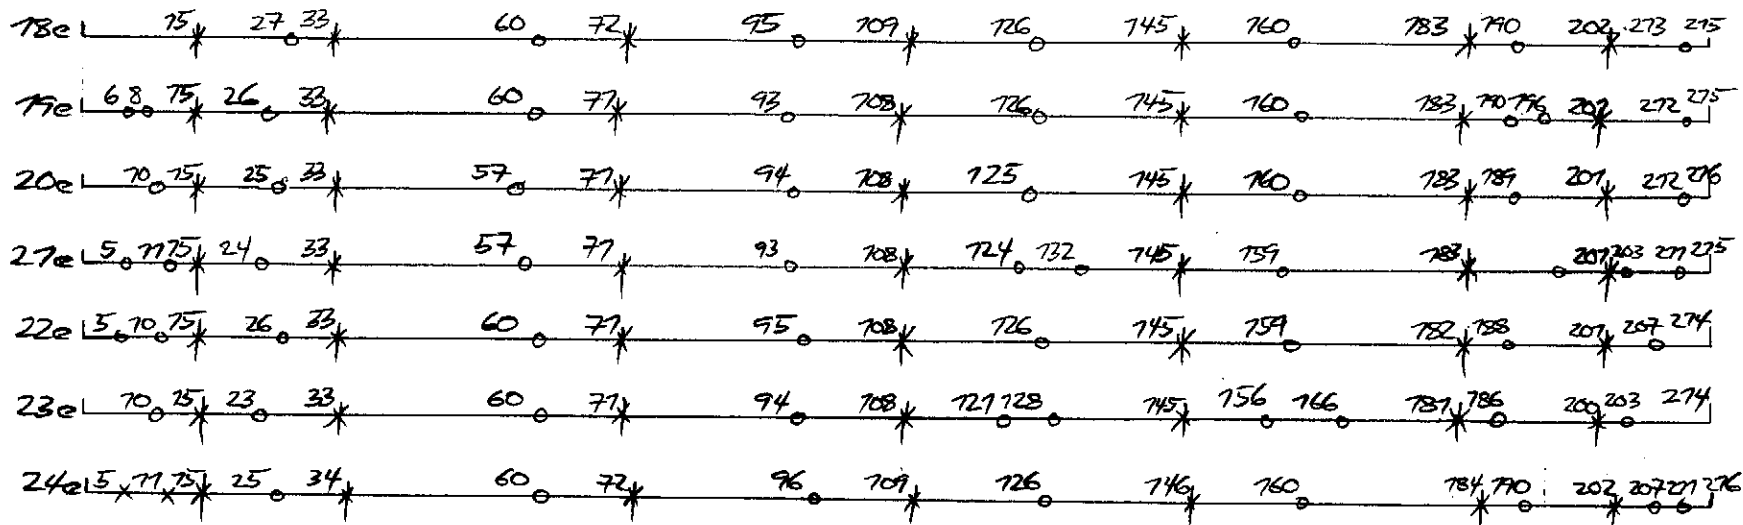 18e 15 27 33 60 72 95 109 126 145 160 183 190 202 213 215
19e 6 8 15 26 33 60 71 93 108 126 145 160 183 190 196 201 212 215
20e 10 15 25 33 57 71 94 108 125 145 160 183 189 201 212 216
21e 5 11 15 24 33 57 71 93 108 124 132 145 159 183 201 203 211 215
22e 5 10 15 26 33 60 71 95 108 126 145 159 182 188 201 207 214
23e 10 15 23 33 60 71 94 108 121 128 145 156 166 181 186 200 203 214
24e 5 11 15 25 34 60 72 96 109 126 146 160 184 190 202 207 211 216